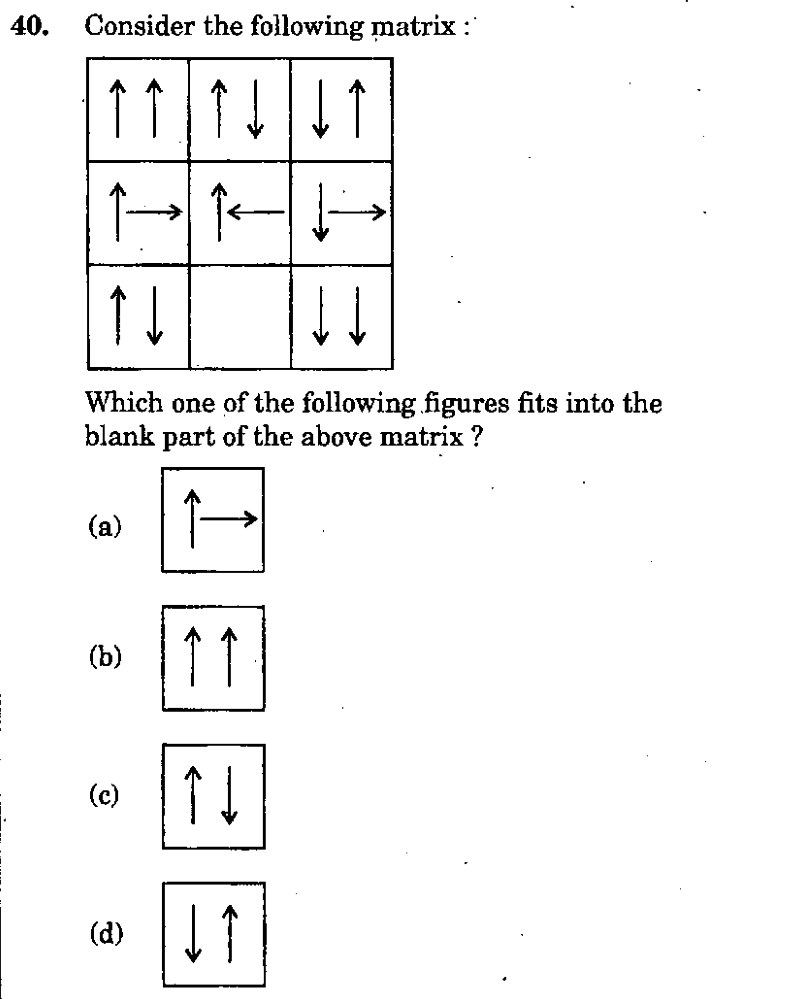 40. Consider the following matrix :
Which one of the following figures fits into the
blank part of the above matrix ?
(a)
(b)
(c)
(d)